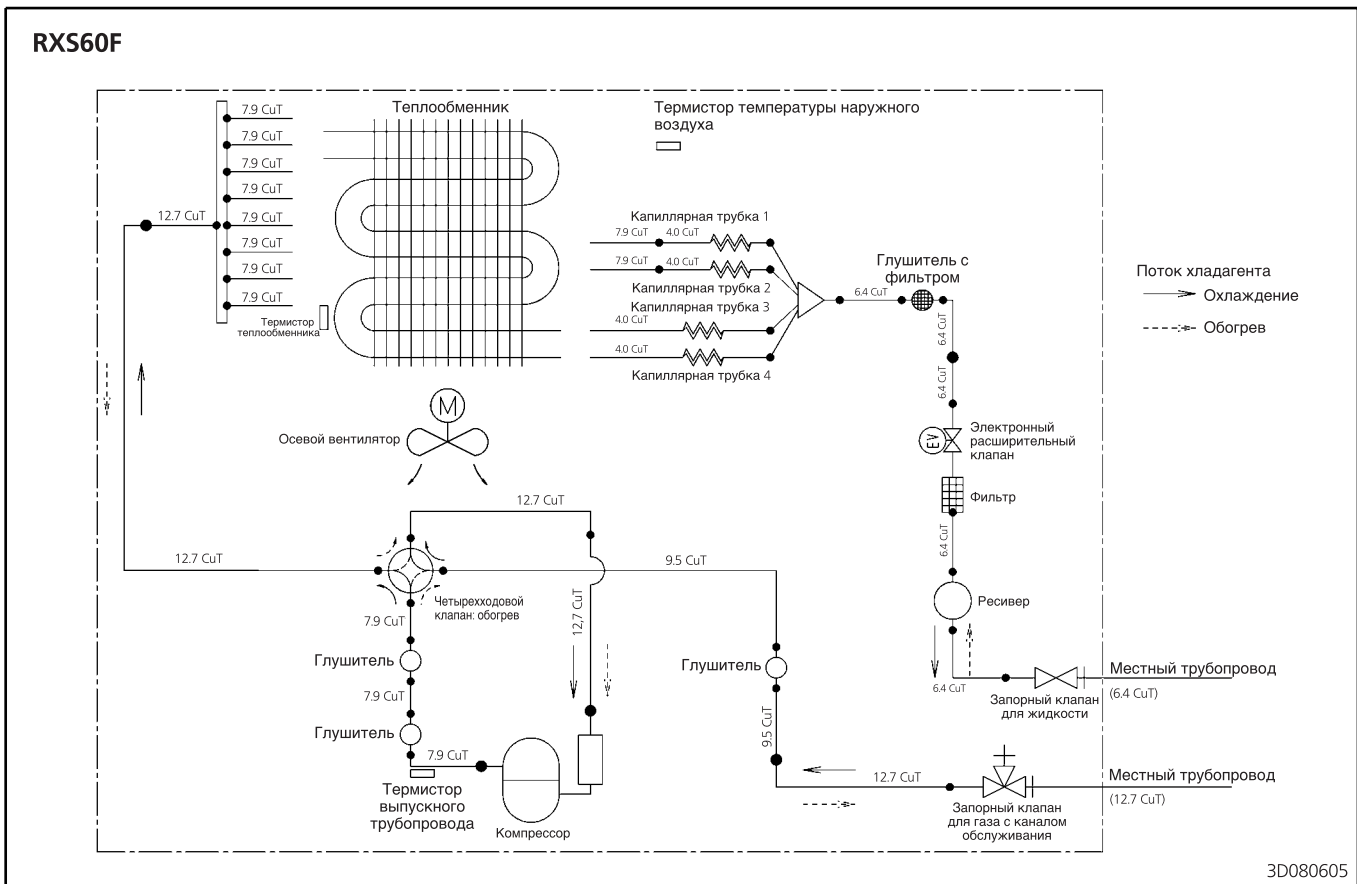 RXS60F
Теплообменник
Термистор температуры наружного
воздуха
7.9 CuT
7.9 CuT
7.9 CuT
7.9 CuT
7.9 CuT
7.9 CuT
7.9 CuT
7.9 CuT
12.7 CuT
Термистор
теплообменника
Капиллярная трубка 1
7.9 CuT
4.0 CuT
7.9 CuT
4.0 CuT
Капиллярная трубка 2
Капиллярная трубка 3
4.0 CuT
4.0 CuT
Капиллярная трубка 4
Глушитель с
фильтром
6.4 CuT
6.4 CuT
6.4 CuT
Поток хладагента
Охлаждение
Обогрев
M
Осевой вентилятор
EV
Электронный
расширительный
клапан
Фильтр
6.4 CuT
Ресивер
12.7 CuT
12.7 CuT
9.5 CuT
Четырехходовой
клапан: обогрев
7.9 CuT
12,7 CuT
Глушитель
7.9 CuT
Глушитель
7.9 CuT
Термистор
выпускного
трубопровода
Компрессор
Глушитель
9.5 CuT
12.7 CuT
6.4 CuT
Запорный клапан
для жидкости
Местный трубопровод
(6.4 CuT)
Запорный клапан
для газа с каналом
обслуживания
Местный трубопровод
(12.7 CuT)
3D080605